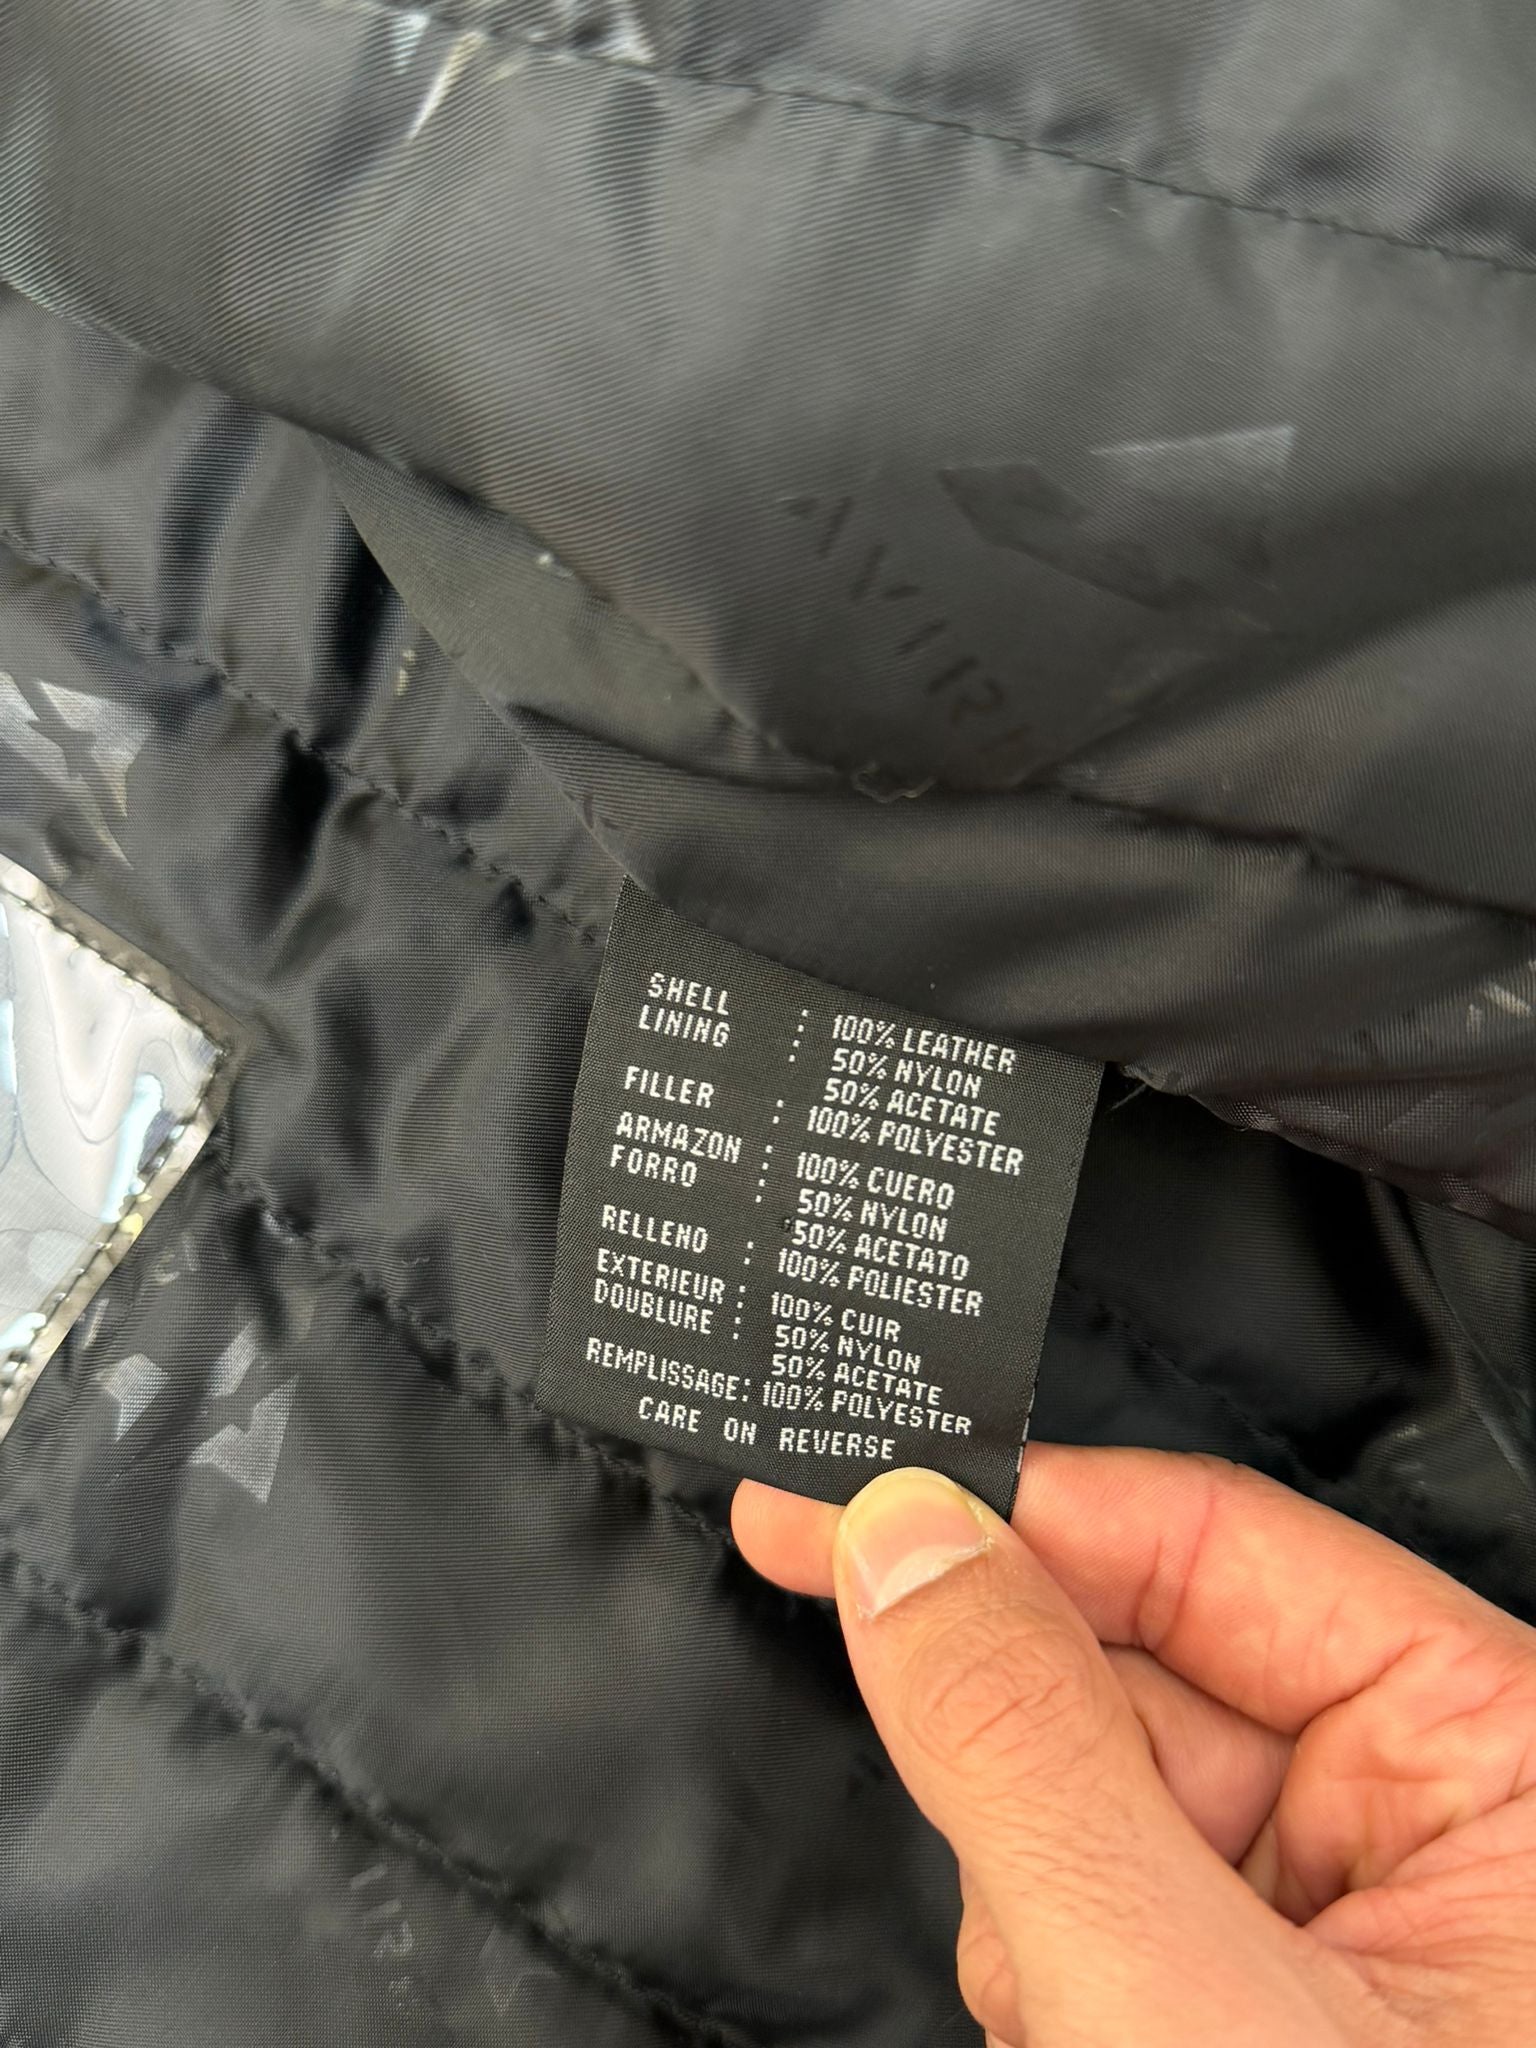 SHELL : 100% LEATHER
LINING : 50% NYLON
: 50% ACETATE
FILLER : 100% POLYESTER
ARMAZON : 100% CUERO
FORRO : 50% NYLON
50% ACETATO
RELLENO : 100% POLIESTER
EXTERIEUR : 100% CUIR
DOUBLURE : 50% NYLON
50% ACETATE
REMPLISSAGE: 100% POLYESTER
CARE ON REVERSE